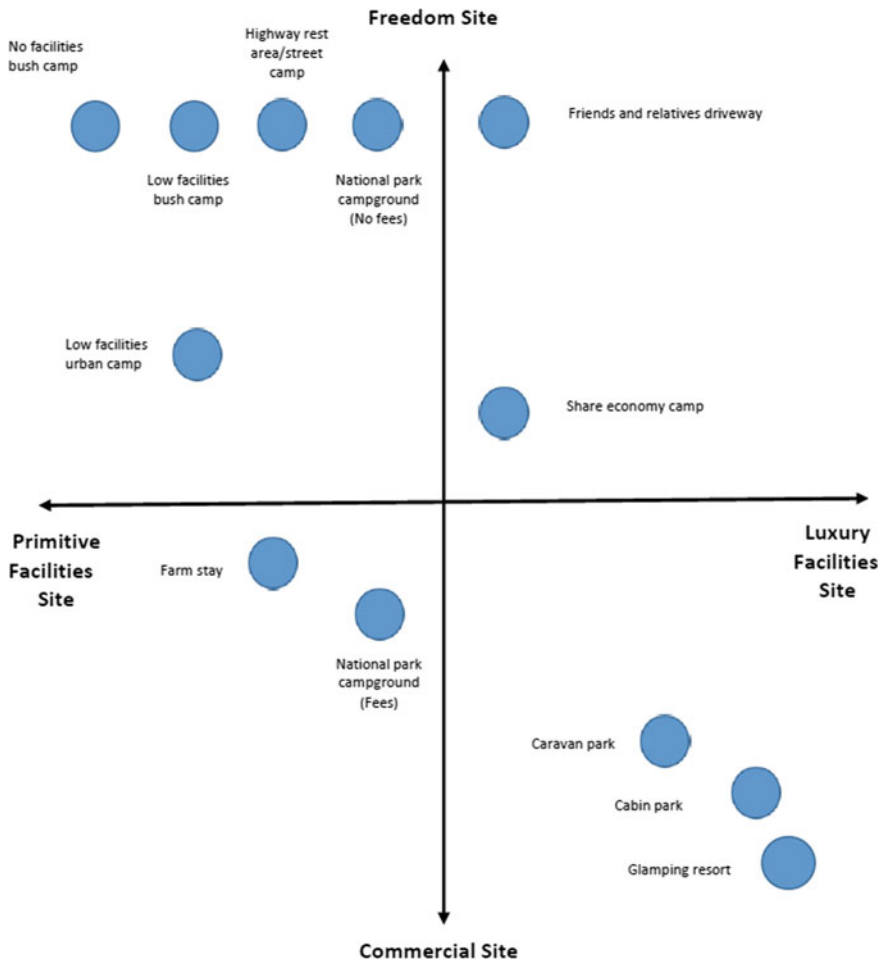 Freedom Site
No facilities
bush camp
Highway rest
area/street
camp
Friends and relatives driveway
Low facilities
bush camp
National park
campground
(No fees)
Low facilities
urban camp
Share economy camp
Primitive
Facilities
Site
Luxury
Facilities
Site
Farm stay
National park
campground
(Fees)
Caravan park
Cabin park
Glamping resort
Commercial Site